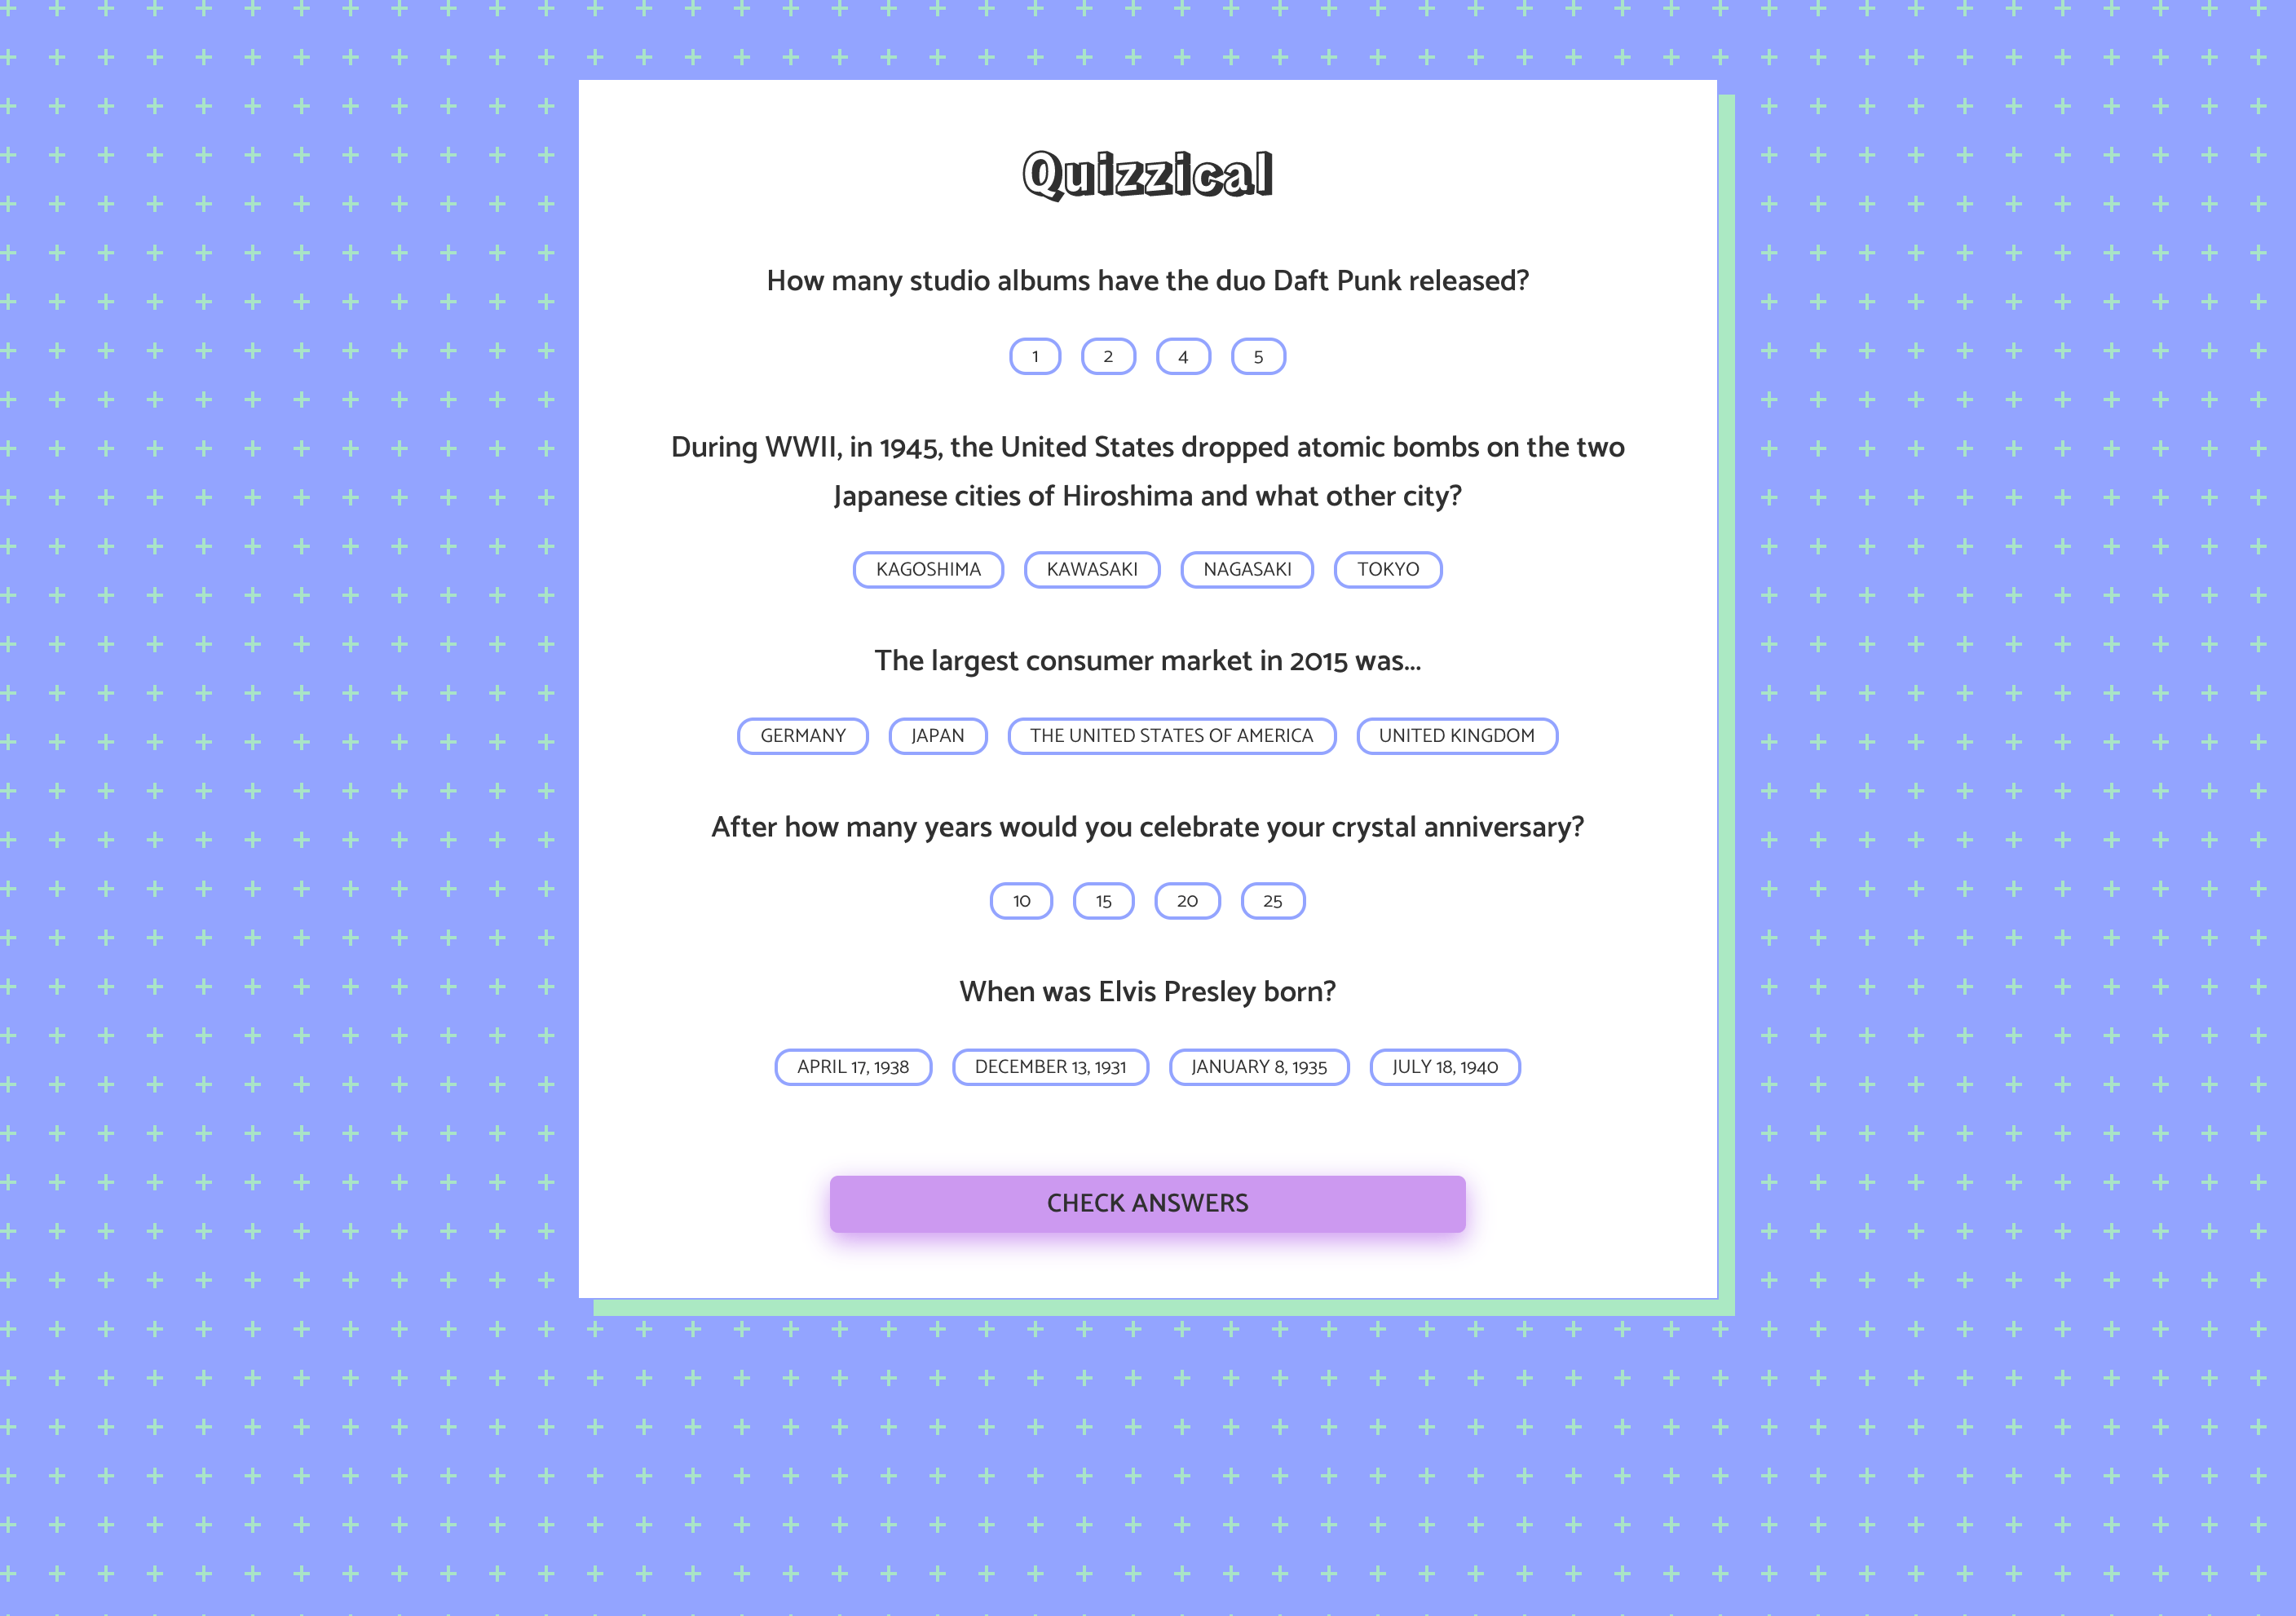 Quizzical
How many studio albums have the duo Daft Punk released?
1 2 4 5
During WWII, in 1945, the United States dropped atomic bombs on the two
Japanese cities of Hiroshima and what other city?
KAGOSHIMA KAWASAKI NAGASAKI TOKYO
The largest consumer market in 2015 was...
GERMANY JAPAN THE UNITED STATES OF AMERICA UNITED KINGDOM
After how many years would you celebrate your crystal anniversary?
10 15 20 25
When was Elvis Presley born?
APRIL 17, 1938 DECEMBER 13, 1931 JANUARY 8, 1935 JULY 18, 1940
CHECK ANSWERS